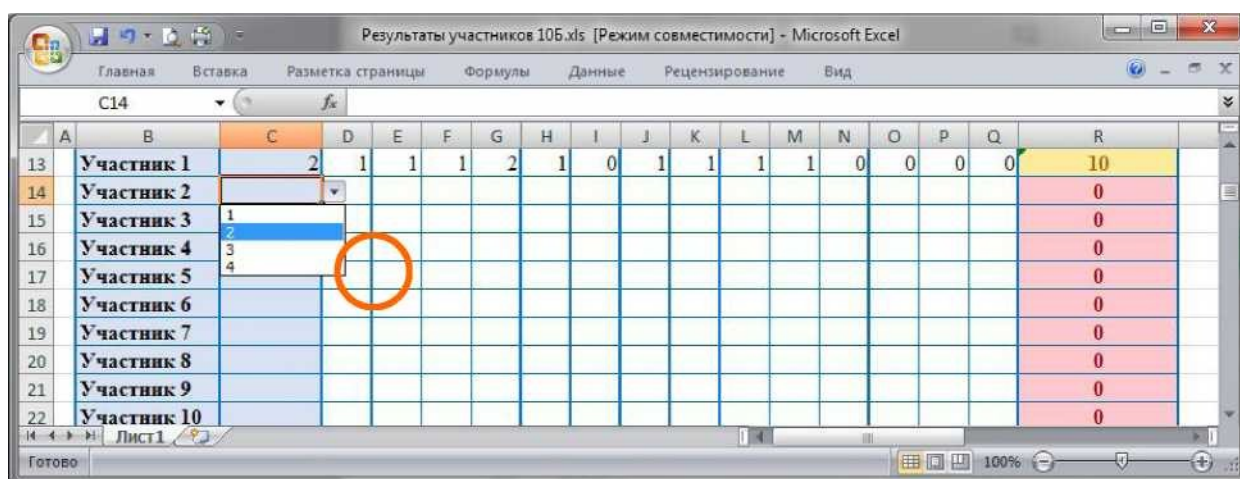 Результаты участников 10Б.xls [Режим совместимости] - Microsoft Excel
Главная Вставка Разметка страницы Формулы Данные Рецензирование Вид
C14 fx
A B C D E F G H I J K L M N O P Q R
13 Участник 1 2 1 1 1 2 1 0 1 1 1 1 0 0 0 0 10
14 Участник 2 0
1
15 Участник 3 0
2
16 Участник 4 3 0
4
17 Участник 5 0
18 Участник 6 0
19 Участник 7 0
20 Участник 8 0
21 Участник 9 0
22 Участник 10 0
Лист1
Готово 100%